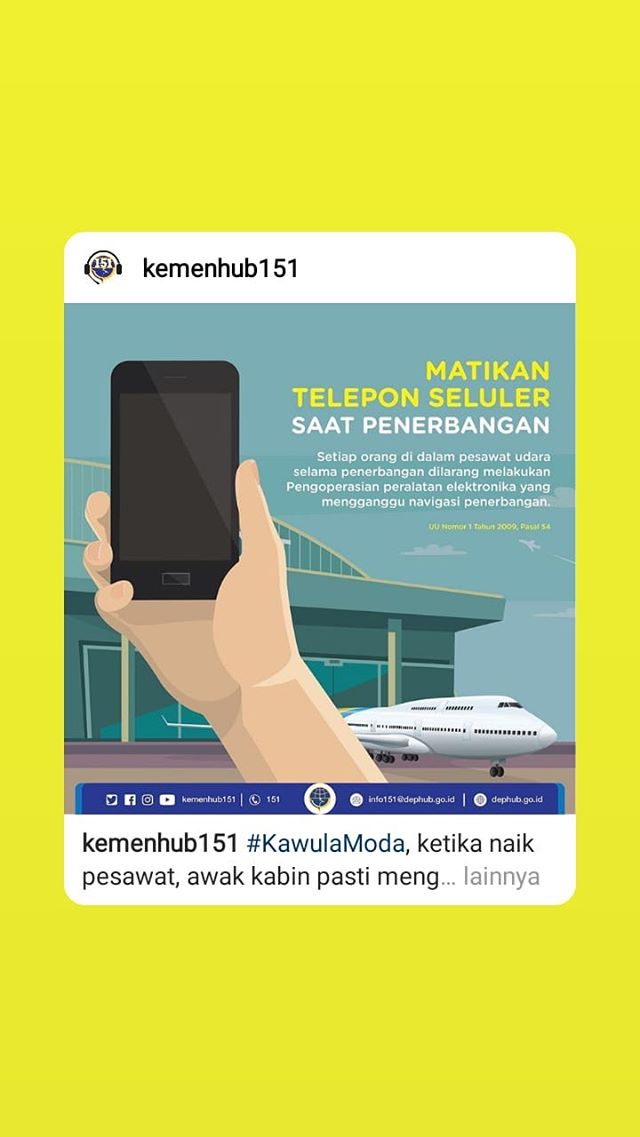 151
kemenhub151
MATIKAN
TELEPON SELULER
SAAT PENERBANGAN
Setiap orang di dalam pesawat udara
selama penerbangan dilarang melakukan
Pengoperasian peralatan elektronika yang
mengganggu navigasi penerbangan.
UU Nomor 1 Tahun 2009, Pasal 54
kemenhub151 | 151
info151@dephub.go.id | dephub.go.id
kemenhub151 #KawulaModa, ketika naik
pesawat, awak kabin pasti meng... lainnya